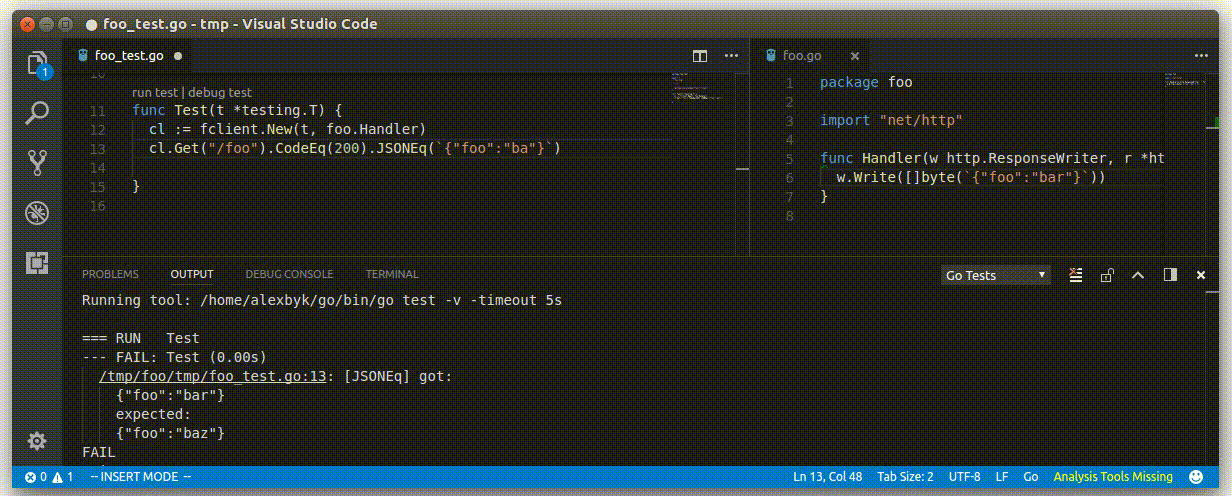 foo_test.go - tmp - Visual Studio Code
foo_test.go
10
run test | debug test
11 func Test(t *testing.T) {
12 cl := fclient.New(t, foo.Handler)
13 cl.Get("/foo").CodeEq(200).JSONEq(`{"foo":"ba"}`)
14
15 }
16
foo.go
1 package foo
2
3 import "net/http"
4
5 func Handler(w http.ResponseWriter, r *ht
6 w.Write([]byte(`{"foo":"bar"}`))
7 }
8
1
PROBLEMS OUTPUT DEBUG CONSOLE TERMINAL Go Tests
Running tool: /home/alexbyk/go/bin/go test -v -timeout 5s
=== RUN Test
--- FAIL: Test (0.00s)
/tmp/foo/tmp/foo_test.go:13: [JSONEq] got:
{"foo":"bar"}
expected:
{"foo":"baz"}
FAIL
0 1 -- INSERT MODE -- Ln 13, Col 48 Tab Size: 2 UTF-8 LF Go Analysis Tools Missing